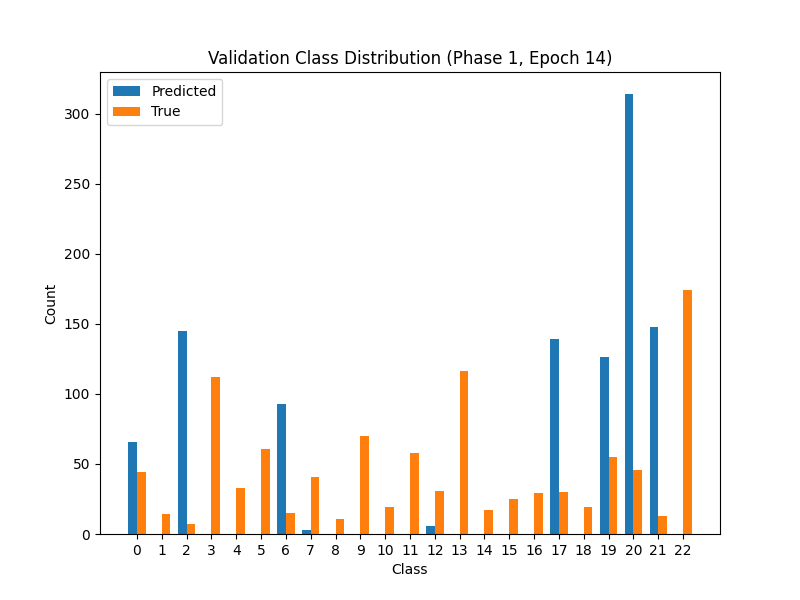 Validation Class Distribution (Phase 1, Epoch 14)
Predicted
True
300
250
200
150
100
50
0
Count
0 1 2 3 4 5 6 7 8 9 10 11 12 13 14 15 16 17 18 19 20 21 22
Class